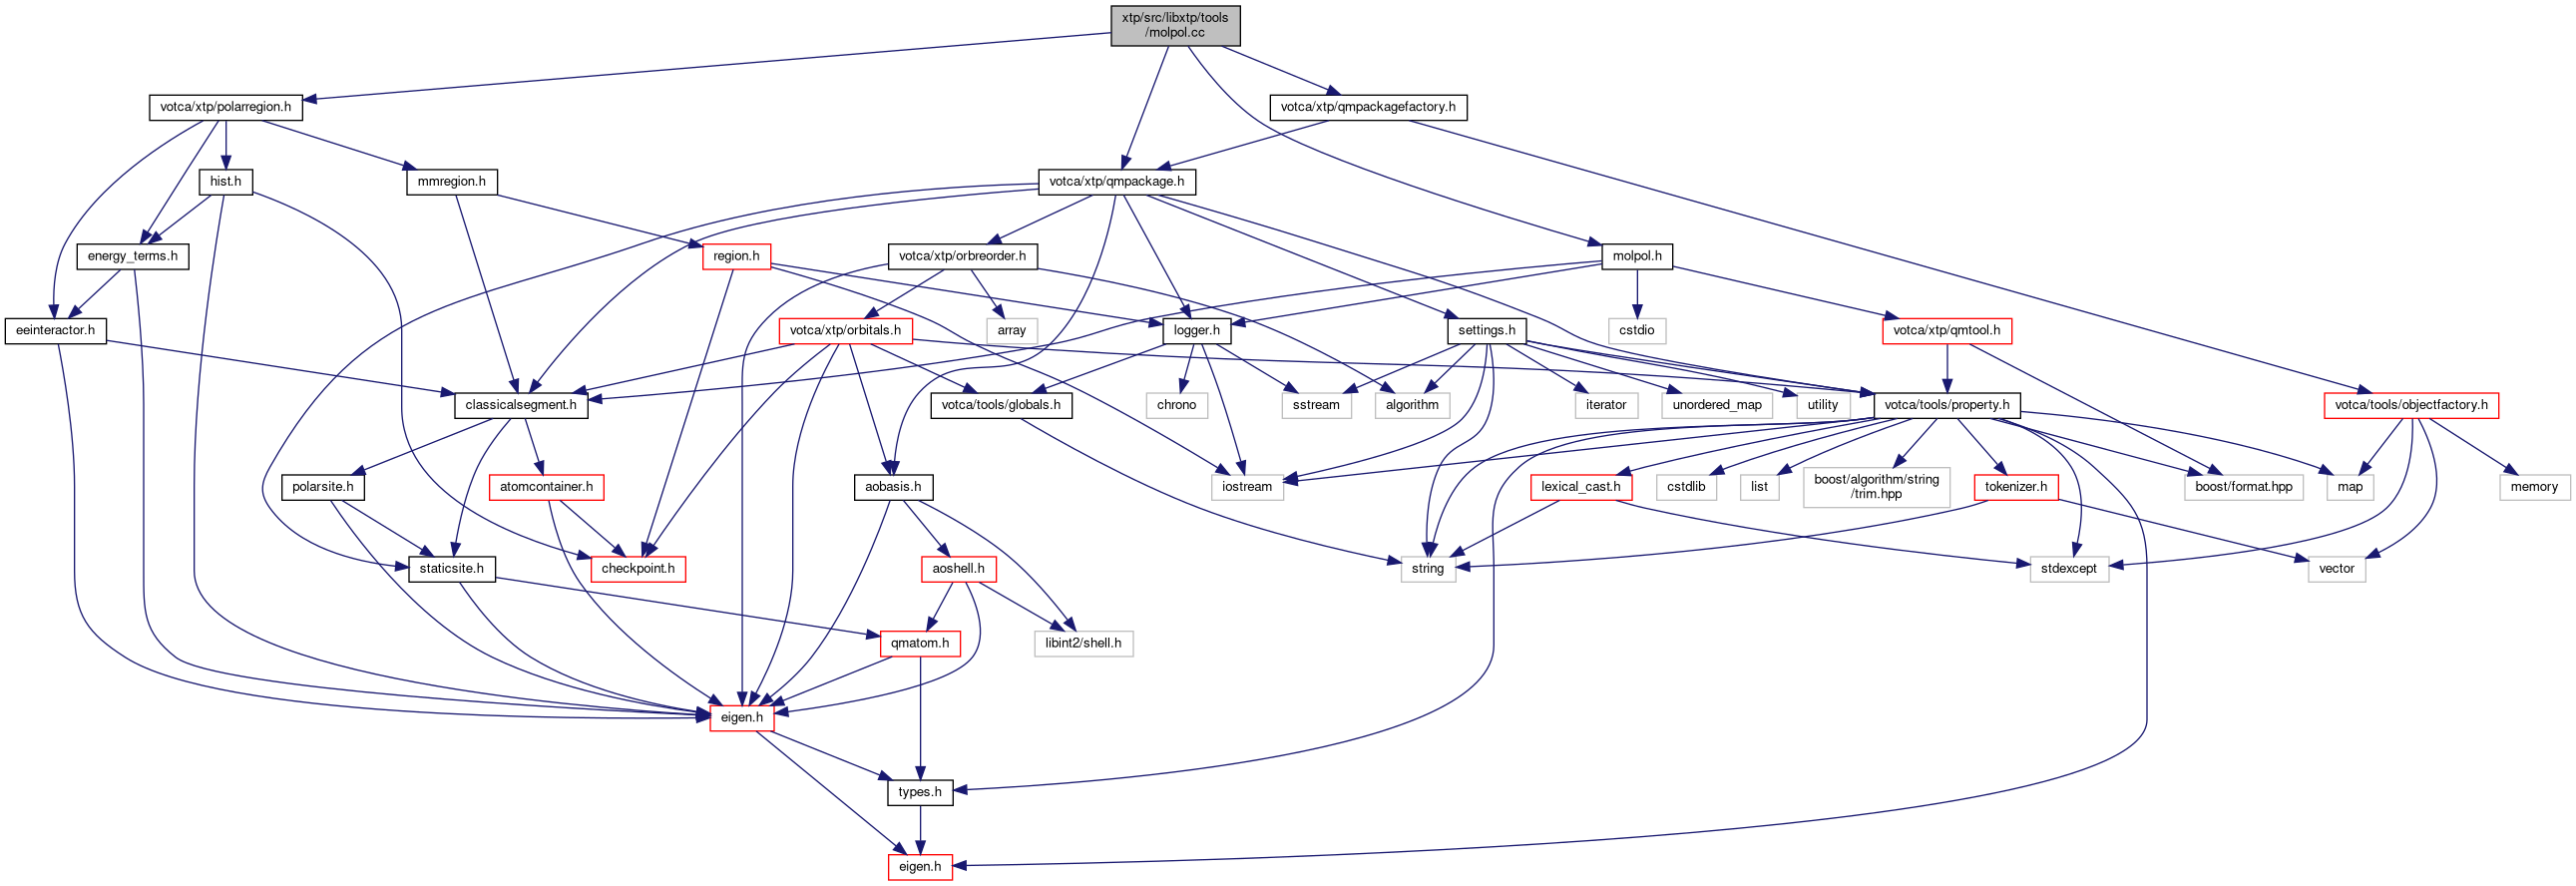 xtp/src/libxtp/tools
/molpol.cc
votca/xtp/polarregion.h
votca/xtp/qmpackagefactory.h
hist.h
mmregion.h
votca/xtp/qmpackage.h
energy_terms.h
region.h
votca/xtp/orbreorder.h
molpol.h
eeinteractor.h
votca/xtp/orbitals.h
array
logger.h
settings.h
cstdio
votca/xtp/qmtool.h
classicalsegment.h
votca/tools/globals.h
chrono
sstream
algorithm
iterator
unordered_map
utility
votca/tools/property.h
votca/tools/objectfactory.h
polarsite.h
atomcontainer.h
aobasis.h
iostream
lexical_cast.h
cstdlib
list
boost/algorithm/string
/trim.hpp
tokenizer.h
boost/format.hpp
map
memory
staticsite.h
checkpoint.h
aoshell.h
string
stdexcept
vector
qmatom.h
libint2/shell.h
eigen.h
types.h
eigen.h